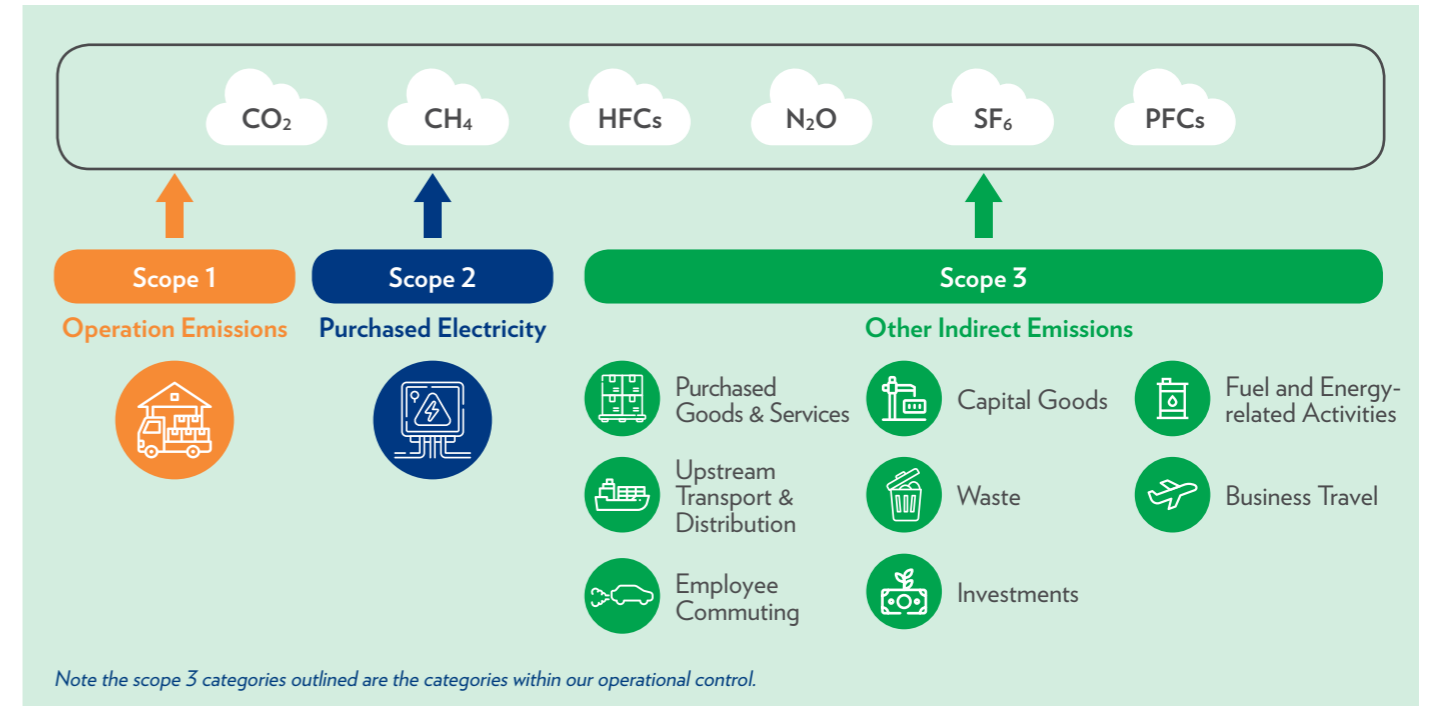 CO₂
CH₄
HFCs
N₂O
SF₆
PFCs
Scope 1
Scope 2
Scope 3
Operation Emissions
Purchased Electricity
Other Indirect Emissions
Purchased
Goods & Services
Capital Goods
Fuel and Energy-
related Activities
Upstream
Transport &
Distribution
Waste
Business Travel
Employee
Commuting
Investments
Note the scope 3 categories outlined are the categories within our operational control.